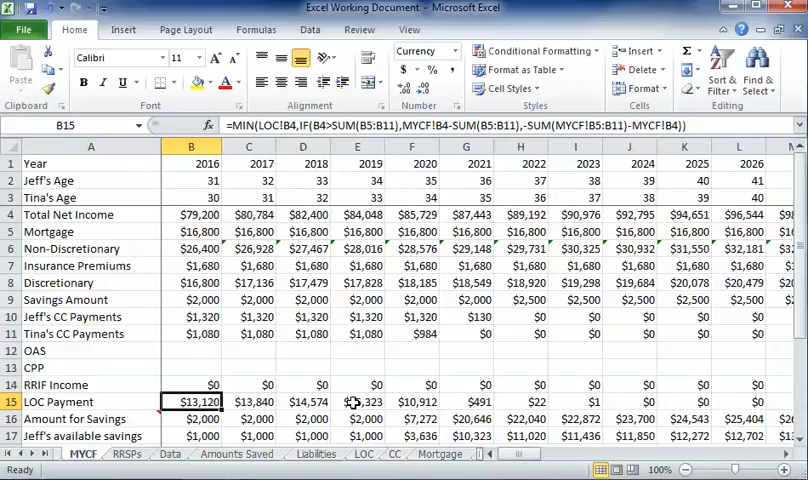 Excel Working Document - Microsoft Excel
File Home Insert Page Layout Formulas Data Review View
Paste Calibri 11 Currency Conditional Formatting Insert Σ
$ % , Format as Table Delete Sort & Filter Find & Select
B I U A Cell Styles Format
Clipboard Font Alignment Number Styles Cells Editing
B15 fx =MIN(LOC!B4,IF(B4>SUM(B5:B11),MYCF!B4-SUM(B5:B11),-SUM(MYCF!B5:B11)-MYCF!B4))
A B C D E F G H I J K L M
1 Year 2016 2017 2018 2019 2020 2021 2022 2023 2024 2025 2026
2 Jeff's Age 31 32 33 34 35 36 37 38 39 40 41
3 Tina's Age 30 31 32 33 34 35 36 37 38 39 40
4 Total Net Income $79,200 $80,784 $82,400 $84,048 $85,729 $87,443 $89,192 $90,976 $92,795 $94,651 $96,544 $98
5 Mortgage $16,800 $16,800 $16,800 $16,800 $16,800 $16,800 $16,800 $16,800 $16,800 $16,800 $16,800 $16
6 Non-Discretionary $26,400 $26,928 $27,467 $28,016 $28,576 $29,148 $29,731 $30,325 $30,932 $31,550 $32,181 $32
7 Insurance Premiums $1,680 $1,680 $1,680 $1,680 $1,680 $1,680 $1,680 $1,680 $1,680 $1,680 $1,680 $1
8 Discretionary $16,800 $17,136 $17,479 $17,828 $18,185 $18,549 $18,920 $19,298 $19,684 $20,078 $20,479 $20
9 Savings Amount $2,000 $2,000 $2,000 $2,000 $2,000 $2,000 $2,500 $2,500 $2,500 $2,500 $2,500 $2
10 Jeff's CC Payments $1,320 $1,320 $1,320 $1,320 $1,320 $130 $0 $0 $0 $0 $0
11 Tina's CC Payments $1,080 $1,080 $1,080 $1,080 $984 $0 $0 $0 $0 $0 $0
12 OAS
13 CPP
14 RRIF Income $0 $0 $0 $0 $0 $0 $0 $0 $0 $0 $0
15 LOC Payment $13,120 $13,840 $14,574 $10,912 $491 $22 $1 $0 $0 $0
16 Amount for Savings $2,000 $2,000 $2,000 $2,000 $7,272 $20,646 $22,040 $22,872 $23,700 $24,543 $25,404 $26
17 Jeff's available savings $1,000 $1,000 $1,000 $1,000 $3,636 $10,323 $11,020 $11,436 $11,850 $12,272 $12,702 $13
MYCF RRSPs Data Amounts Saved Liabilities LOC CC Mortgage
Ready 100%